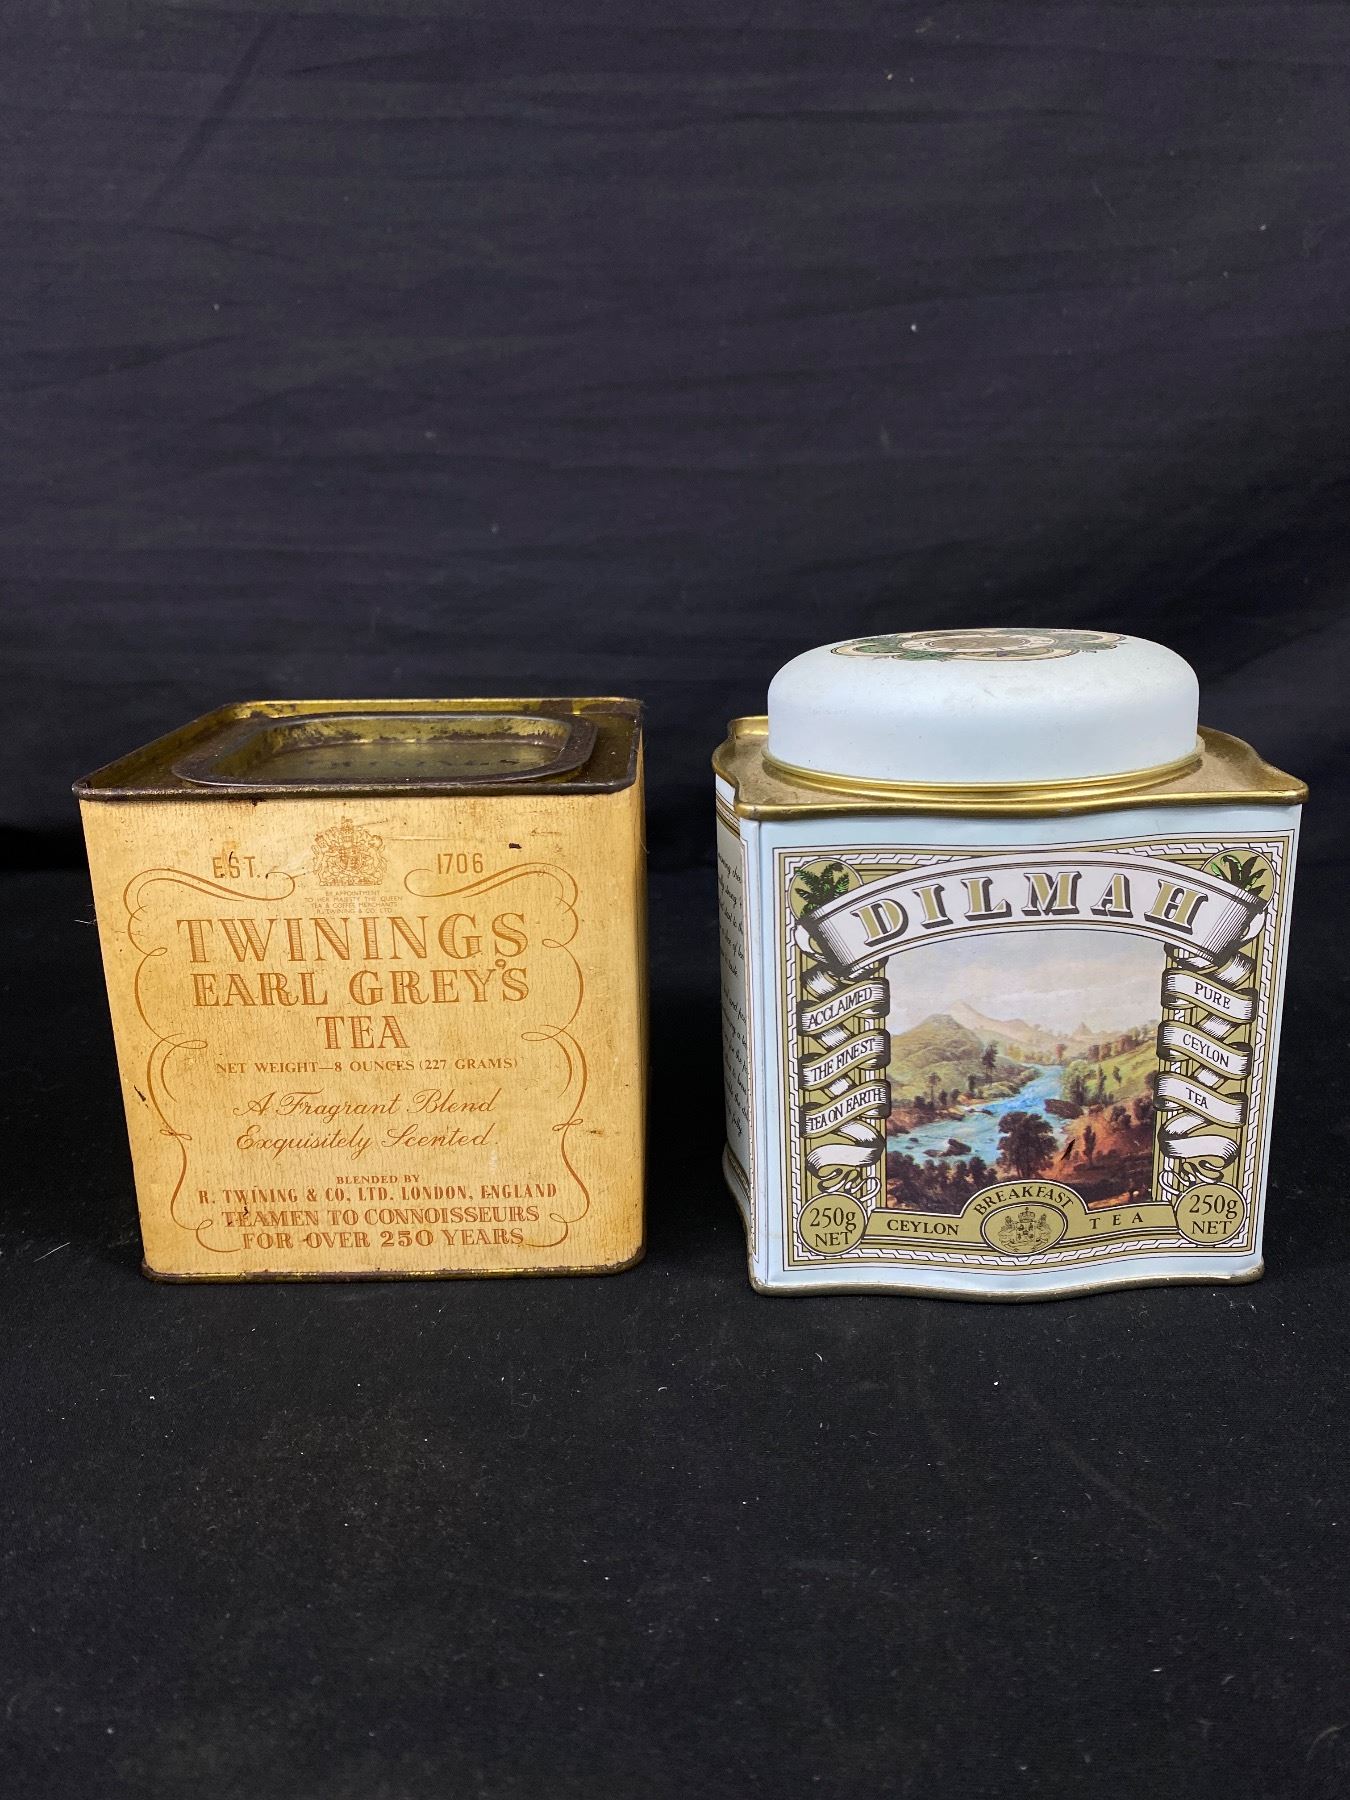 EST. 1706
BY APPOINTMENT
TO HER MAJESTY THE QUEEN
TEA & COFFEE MERCHANTS
R. TWINING & CO. LTD.
TWININGS
EARL GREY'S
TEA
NET WEIGHT—8 OUNCES (227 GRAMS)
A Fragrant Blend
Exquisitely Scented.
BLENDED BY
R. TWINING & CO. LTD. LONDON, ENGLAND
TEAMEN TO CONNOISSEURS
FOR OVER 250 YEARS
DILMAH
ACCLAIMED
THE FINEST
TEA ON EARTH
PURE
CEYLON
TEA
250g
NET
CEYLON
BREAKFAST
TEA
250g
NET